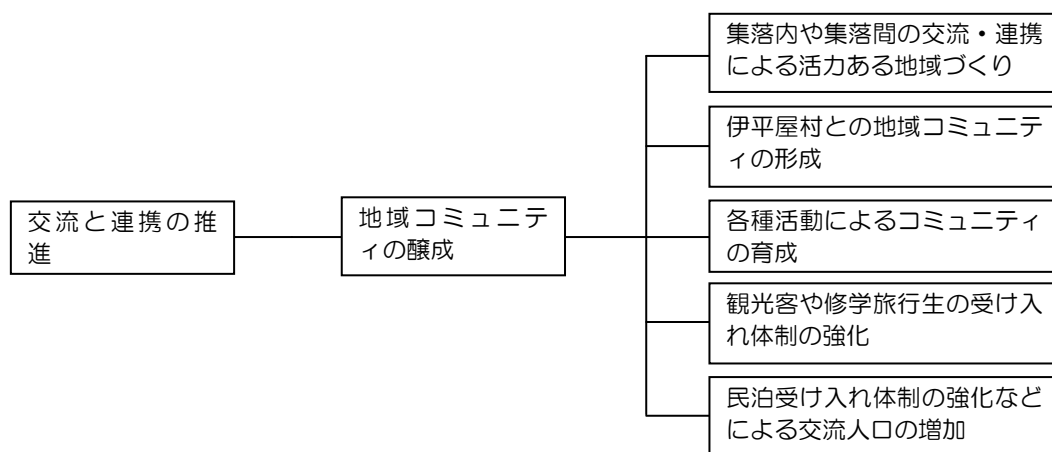 交流と連携の推
進
地域コミュニテ
ィの醸成
集落内や集落間の交流・連携
による活力ある地域づくり
伊平屋村との地域コミュニテ
ィの形成
各種活動によるコミュニティ
の育成
観光客や修学旅行生の受け入
れ体制の強化
民泊受け入れ体制の強化など
による交流人口の増加